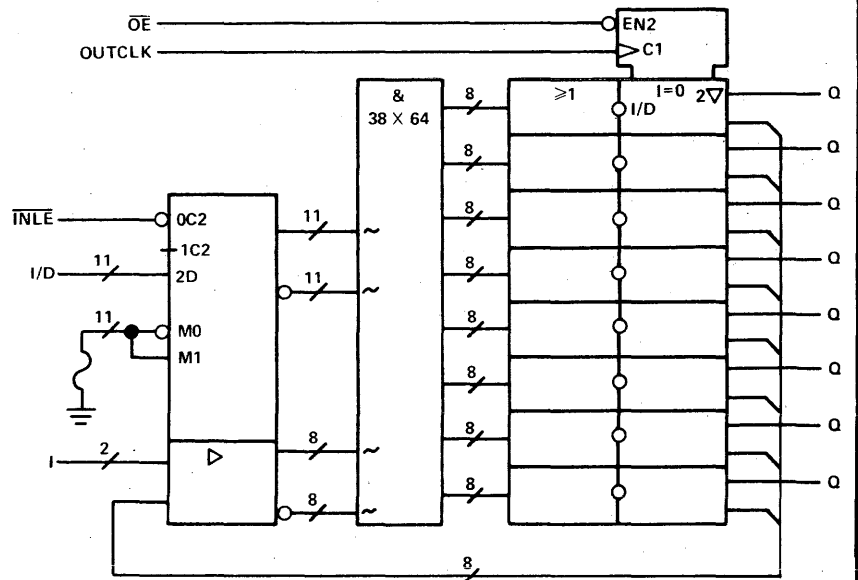 OE
EN2
OUTCLK
C1
&
38 X 64
8
≥1
I=0
2▽
Q
I/D
8
Q
8
Q
INLE
0C2
11
~
1C2
I/D
11
2D
8
Q
11
~
11
M0
M1
8
Q
8
Q
I
2
▷
8
~
8
Q
8
~
8
Q
8